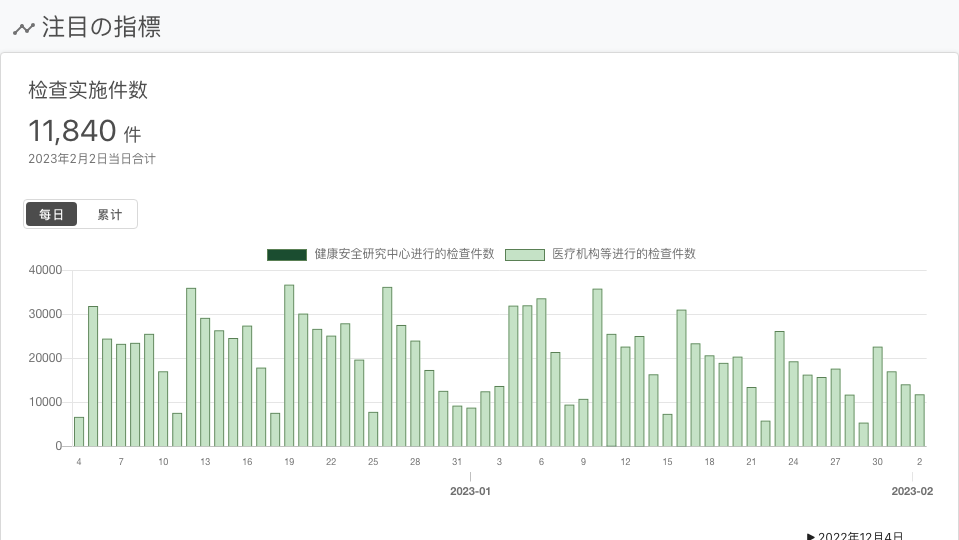 注目の指標
检查实施件数
11,840 件
2023年2月2日当日合计
每日 累计
健康安全研究中心进行的检查件数 医疗机构等进行的检查件数
40000
30000
20000
10000
0
4 7 10 13 16 19 22 25 28 31 3 6 9 12 15 18 21 24 27 30 2
2023-01 2023-02
▶ 2022年12月4日